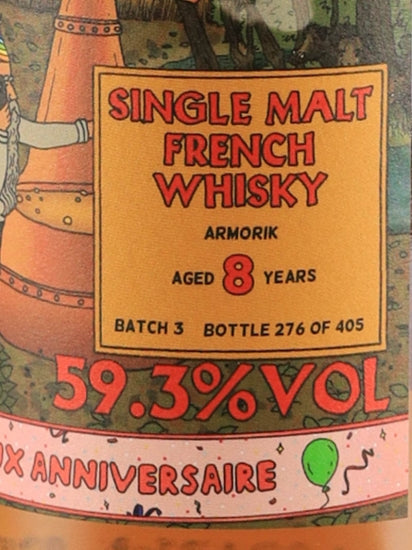 SINGLE MALT
FRENCH
WHISKY
ARMORIK
AGED 8 YEARS
BATCH 3 BOTTLE 276 OF 405
59.3%VOL
ANNIVERSAIRE